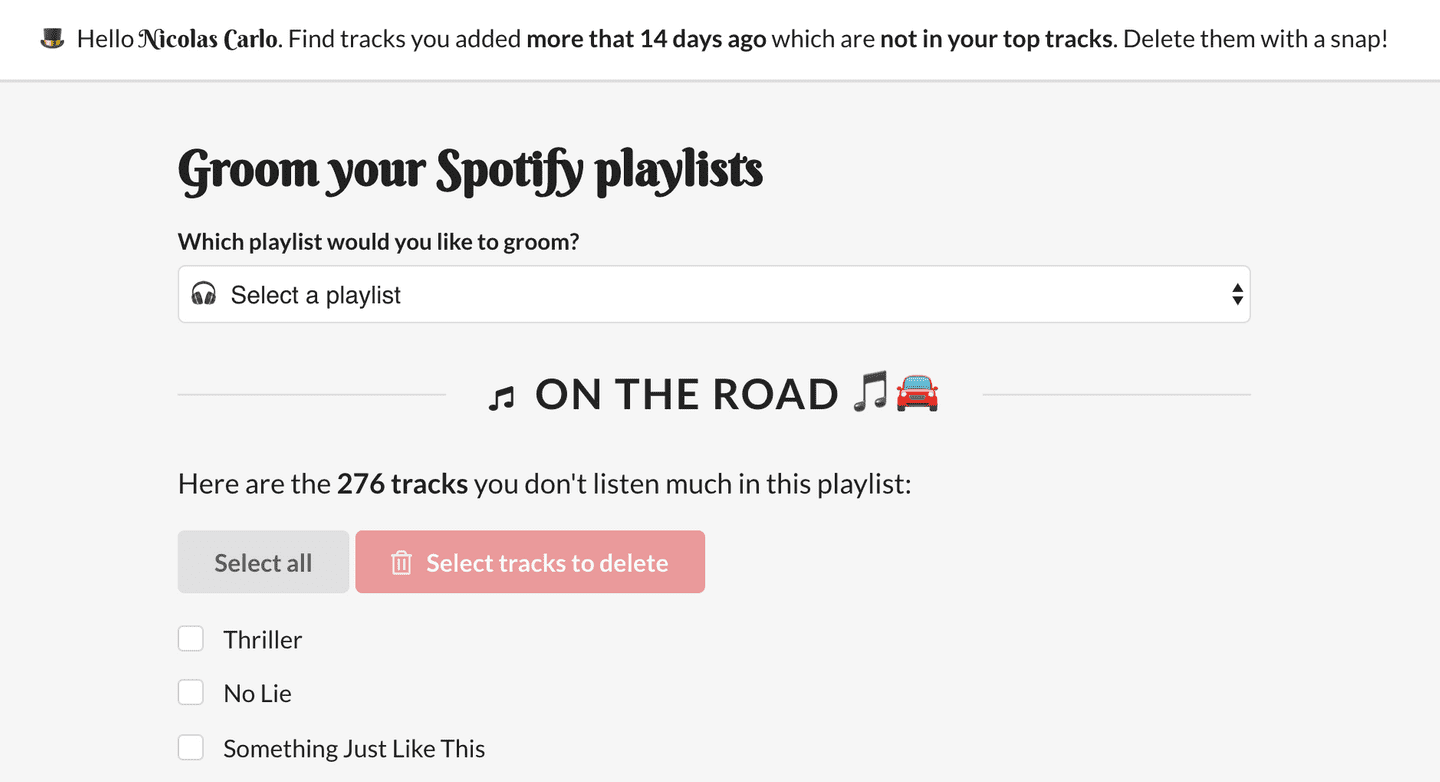 🎩 Hello Nicolas Carlo. Find tracks you added more that 14 days ago which are not in your top tracks. Delete them with a snap!
Groom your Spotify playlists
Which playlist would you like to groom?
🎧 Select a playlist
♫ ON THE ROAD 🎵🚘
Here are the 276 tracks you don't listen much in this playlist:
Select all
Select tracks to delete
Thriller
No Lie
Something Just Like This